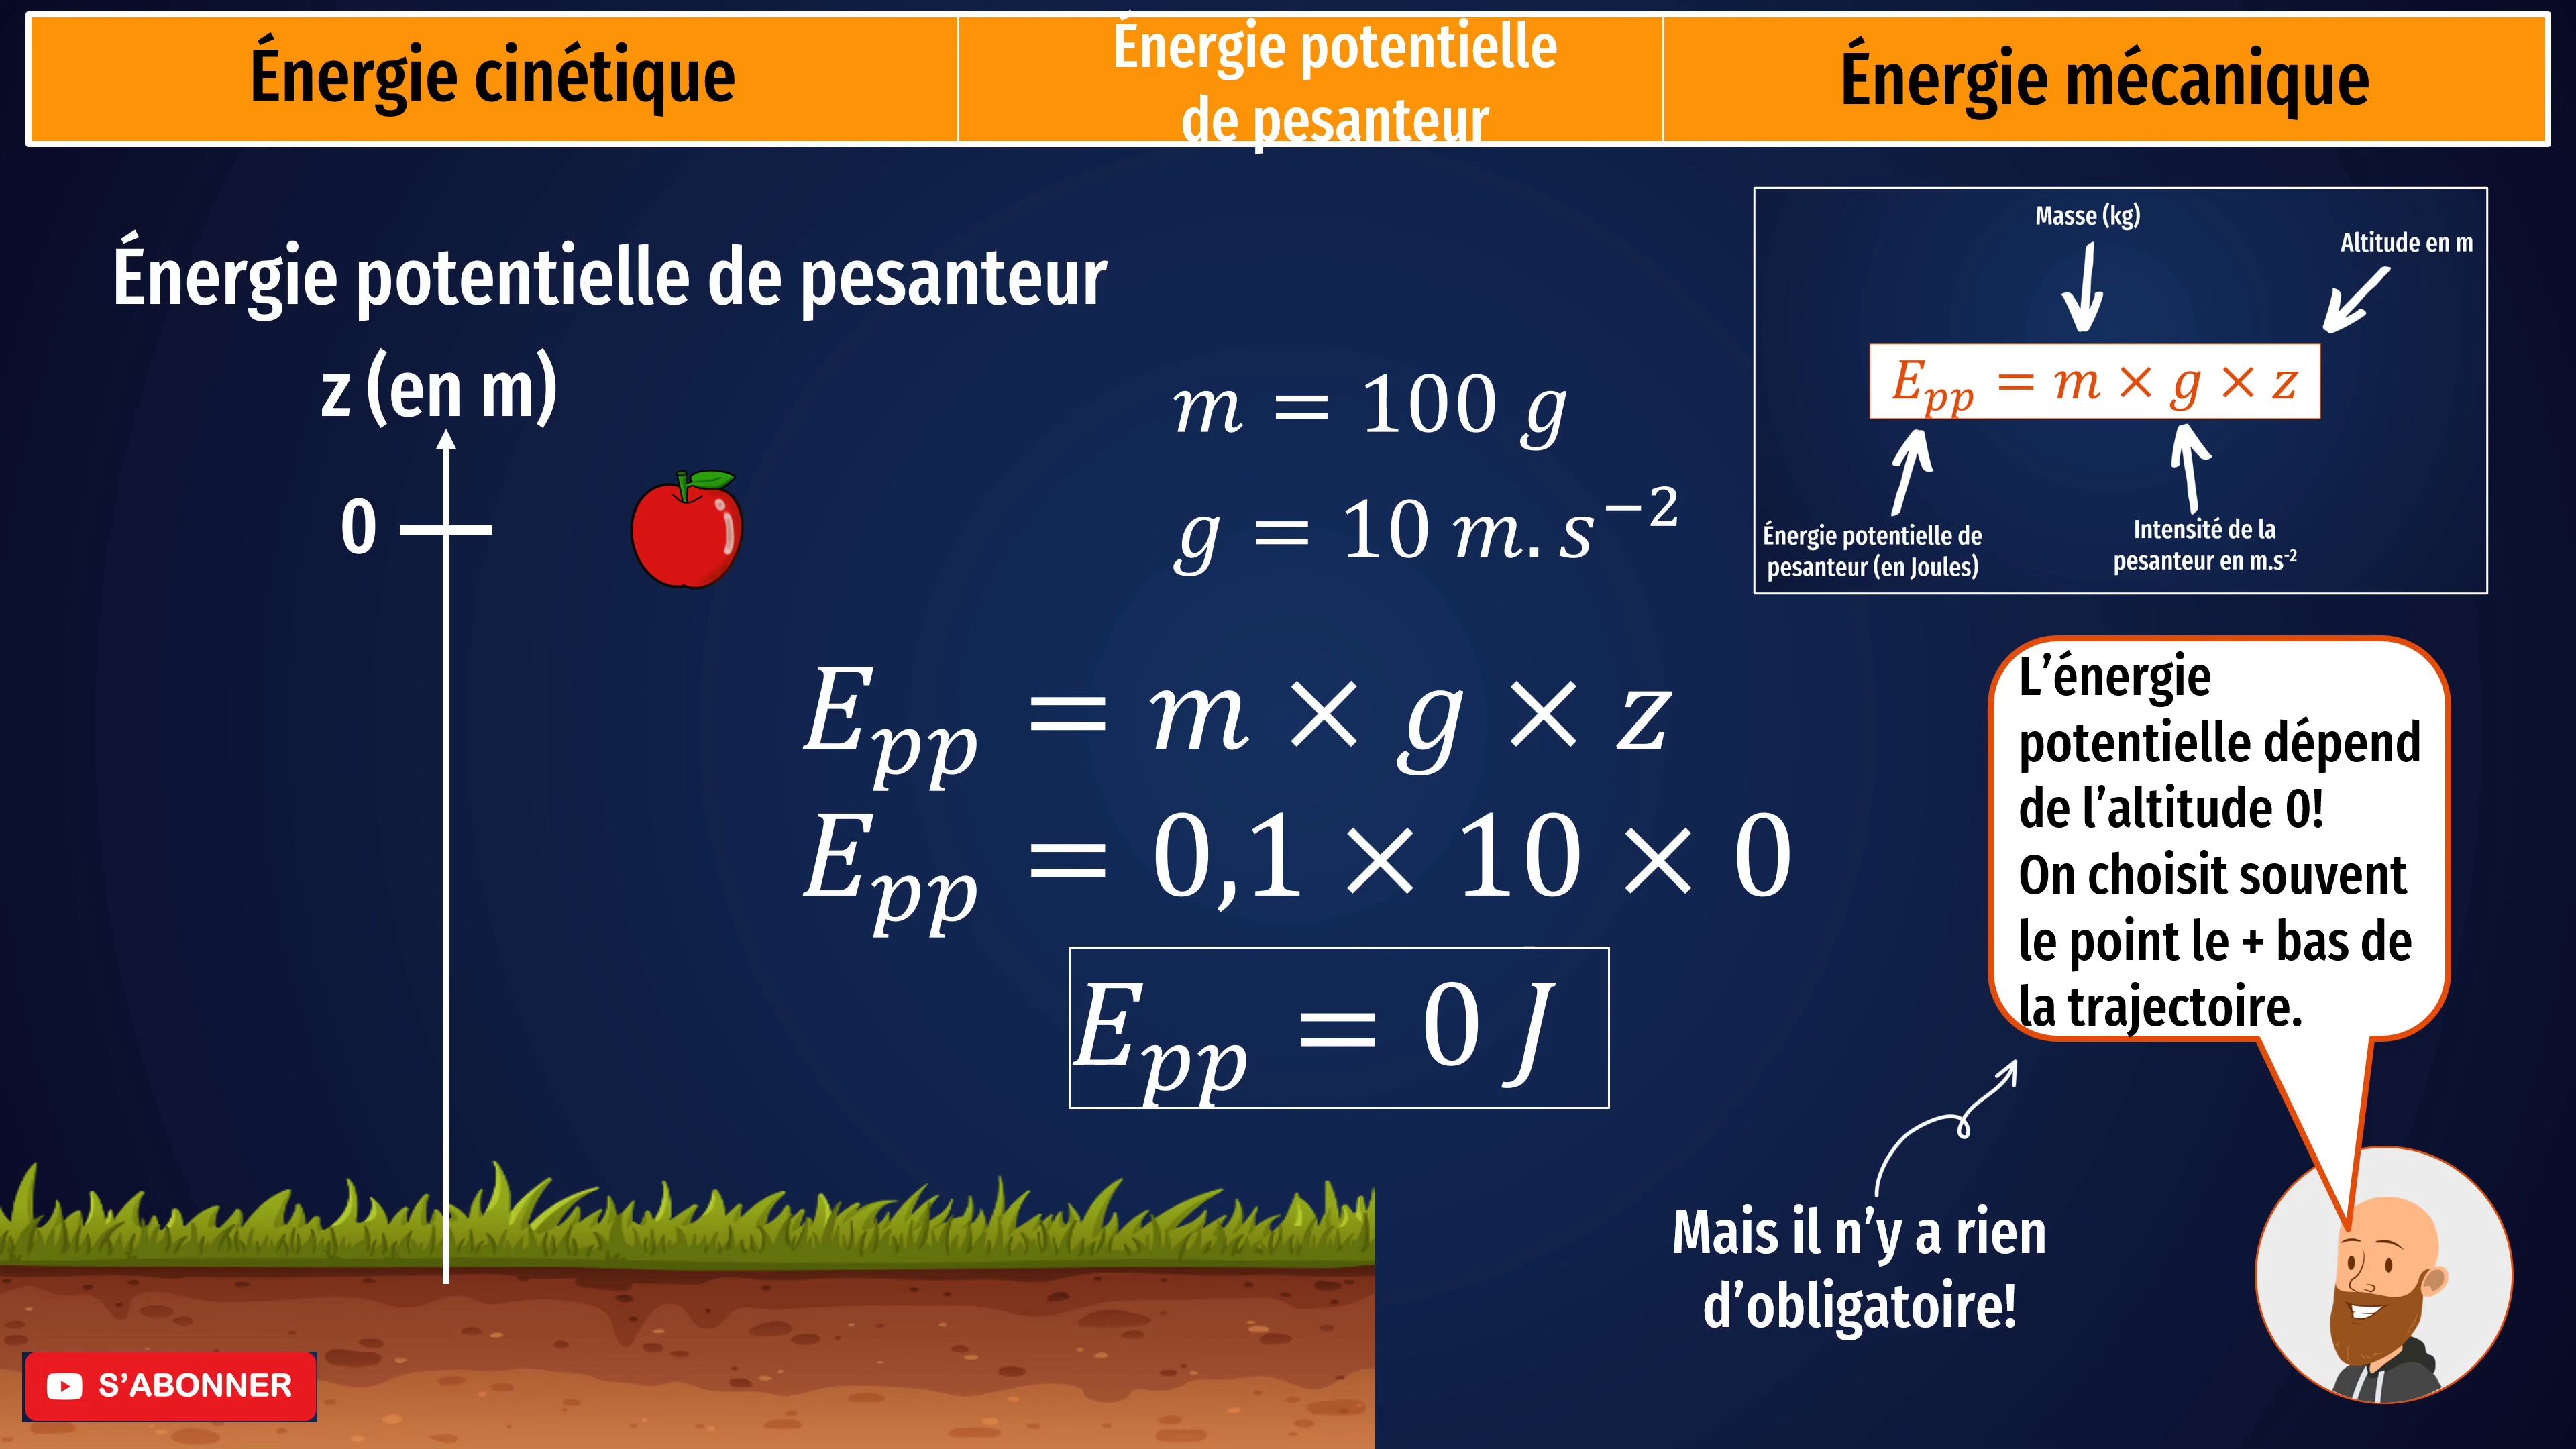 Énergie cinétique
Énergie potentielle
de pesanteur
Énergie mécanique
Énergie potentielle de pesanteur
z (en m)
0
m = 100 g
g = 10 m.s⁻²
Masse (kg)
Altitude en m
E_pp = m × g × z
Énergie potentielle de
pesanteur (en Joules)
Intensité de la
pesanteur en m.s⁻²
E_pp = m × g × z
E_pp = 0,1 × 10 × 0
E_pp = 0 J
L’énergie
potentielle dépend
de l’altitude 0!
On choisit souvent
le point le + bas de
la trajectoire.
Mais il n’y a rien
d’obligatoire!
S’ABONNER